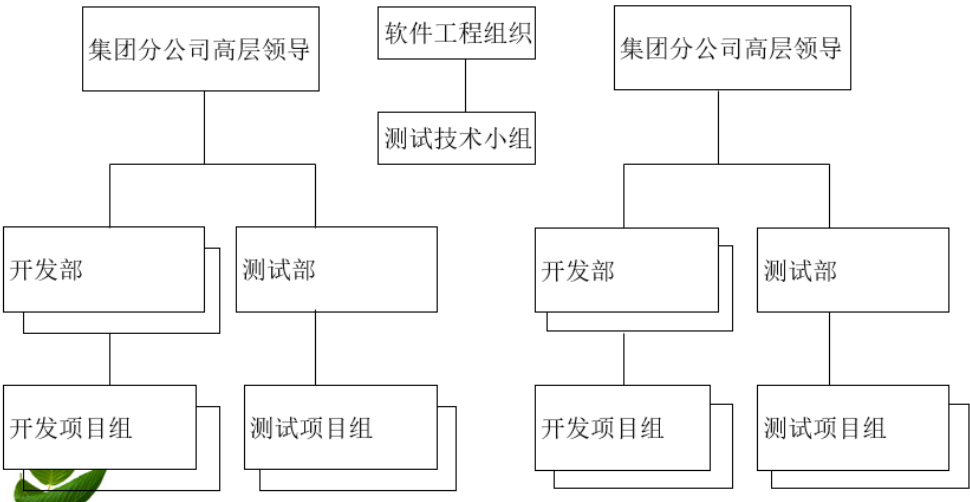 集团分公司高层领导
软件工程组织
集团分公司高层领导
测试技术小组
开发部
测试部
开发部
测试部
开发项目组
测试项目组
开发项目组
测试项目组